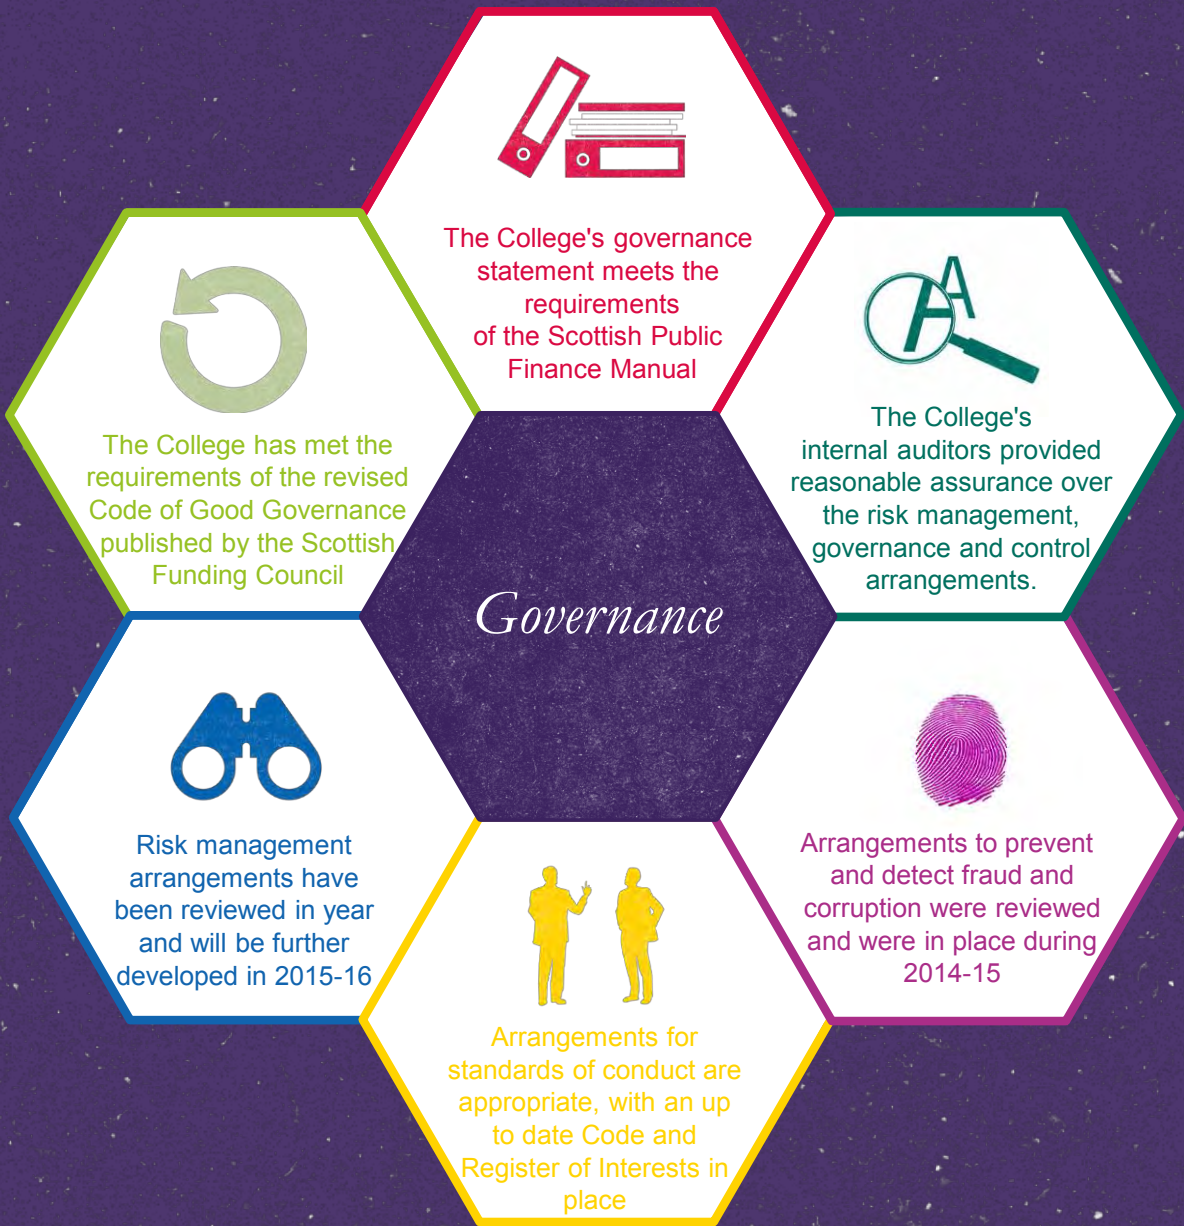 The College's governance
statement meets the
requirements
of the Scottish Public
Finance Manual
The College's
internal auditors provided
reasonable assurance over
the risk management,
governance and control
arrangements.
The College has met the
requirements of the revised
Code of Good Governance
published by the Scottish
Funding Council
Governance
Risk management
arrangements have
been reviewed in year
and will be further
developed in 2015-16
Arrangements to prevent
and detect fraud and
corruption were reviewed
and were in place during
2014-15
Arrangements for
standards of conduct are
appropriate, with an up
to date Code and
Register of Interests in
place